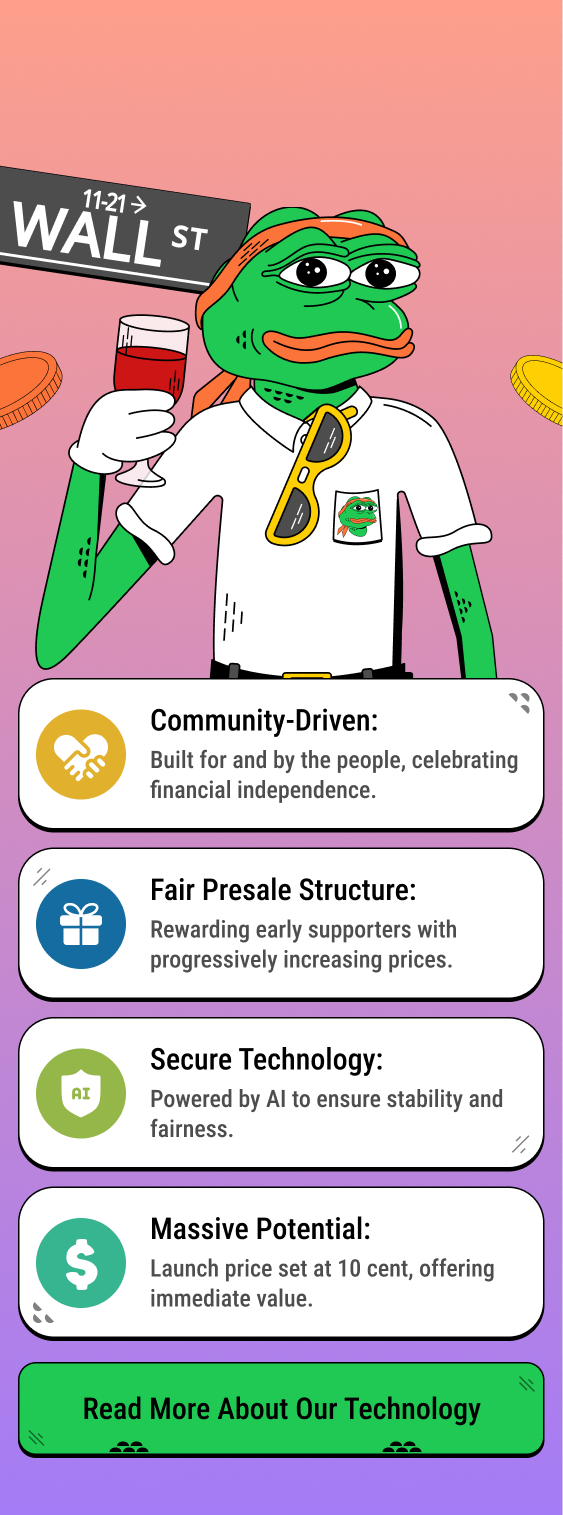 11-21 →
WALL ST
Community-Driven:
Built for and by the people, celebrating
financial independence.
Fair Presale Structure:
Rewarding early supporters with
progressively increasing prices.
Secure Technology:
AI
Powered by AI to ensure stability and
fairness.
Massive Potential:
$
Launch price set at 10 cent, offering
immediate value.
Read More About Our Technology